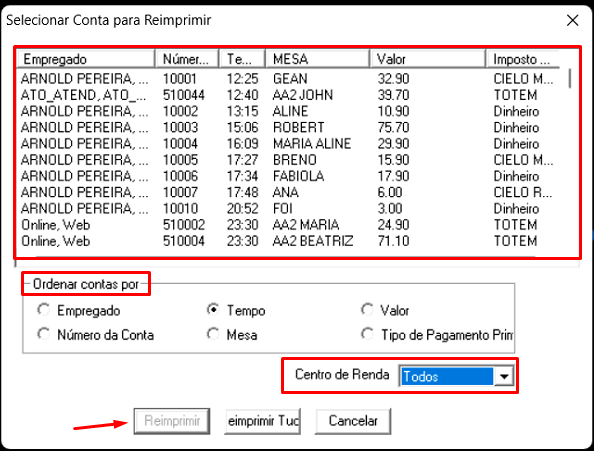 Selecionar Conta para Reimprimir
Empregado Númer... Te... MESA Valor Imposto ...
ARNOLD PEREIRA, ... 10001 12:25 GEAN 32.90 CIELO M...
ATO_ATEND, ATO_... 510044 12:40 AA2 JOHN 39.70 TOTEM
ARNOLD PEREIRA, ... 10002 13:15 ALINE 10.90 Dinheiro
ARNOLD PEREIRA, ... 10003 15:06 ROBERT 75.70 Dinheiro
ARNOLD PEREIRA, ... 10004 16:09 MARIA ALINE 29.90 Dinheiro
ARNOLD PEREIRA, ... 10005 17:27 BRENO 15.90 CIELO M...
ARNOLD PEREIRA, ... 10006 17:34 FABIOLA 17.90 Dinheiro
ARNOLD PEREIRA, ... 10007 17:48 ANA 6.00 CIELO R...
ARNOLD PEREIRA, ... 10010 20:52 FOI 3.00 Dinheiro
Online, Web 510002 23:30 AA2 MARIA 24.90 TOTEM
Online, Web 510004 23:30 AA2 BEATRIZ 71.10 TOTEM
Ordenar contas por
Empregado Tempo Valor
Número da Conta Mesa Tipo de Pagamento Prin
Centro de Renda Todos
Reimprimir eimprimir Tud Cancelar